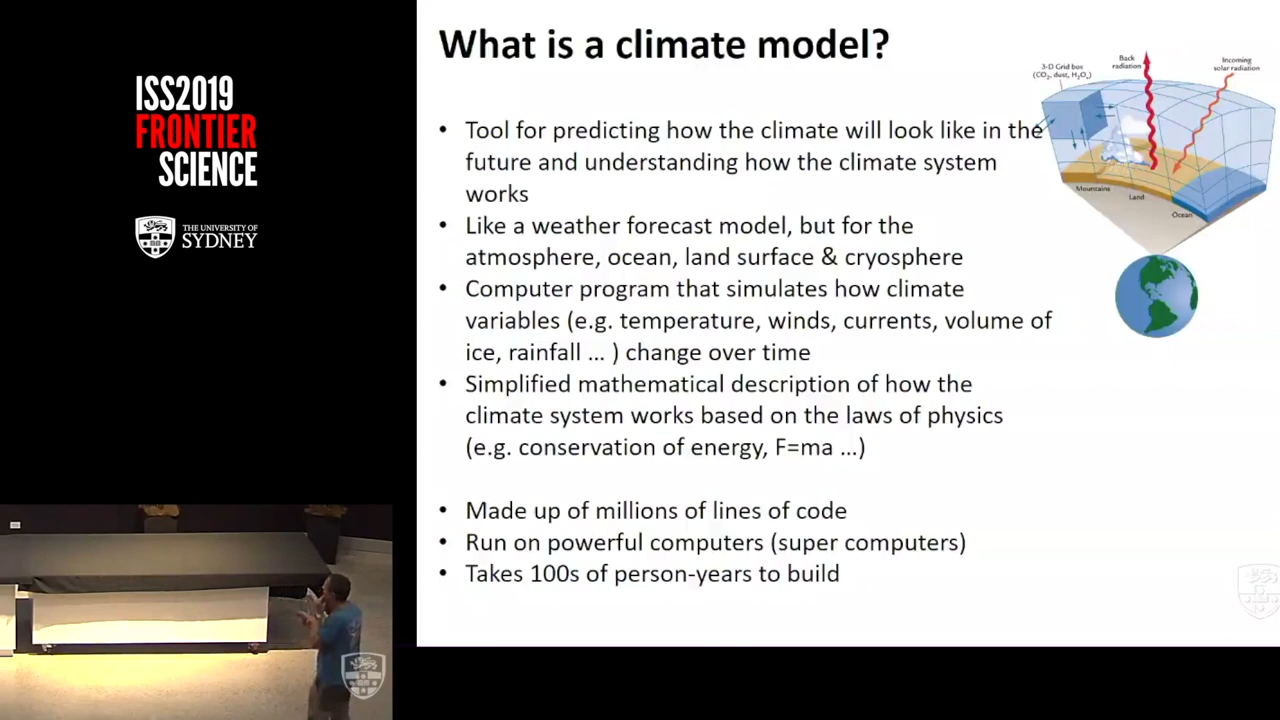 ISS2019
FRONTIER
SCIENCE
THE UNIVERSITY OF
SYDNEY
What is a climate model?
• Tool for predicting how the climate will look like in the
future and understanding how the climate system
works
• Like a weather forecast model, but for the
atmosphere, ocean, land surface & cryosphere
• Computer program that simulates how climate
variables (e.g. temperature, winds, currents, volume of
ice, rainfall ... ) change over time
• Simplified mathematical description of how the
climate system works based on the laws of physics
(e.g. conservation of energy, F=ma ...)
• Made up of millions of lines of code
• Run on powerful computers (super computers)
• Takes 100s of person-years to build
3-D Grid box
(CO₂, dust, H₂O,)
Back
radiation
Incoming
solar radiation
Mountains
Land
Ocean